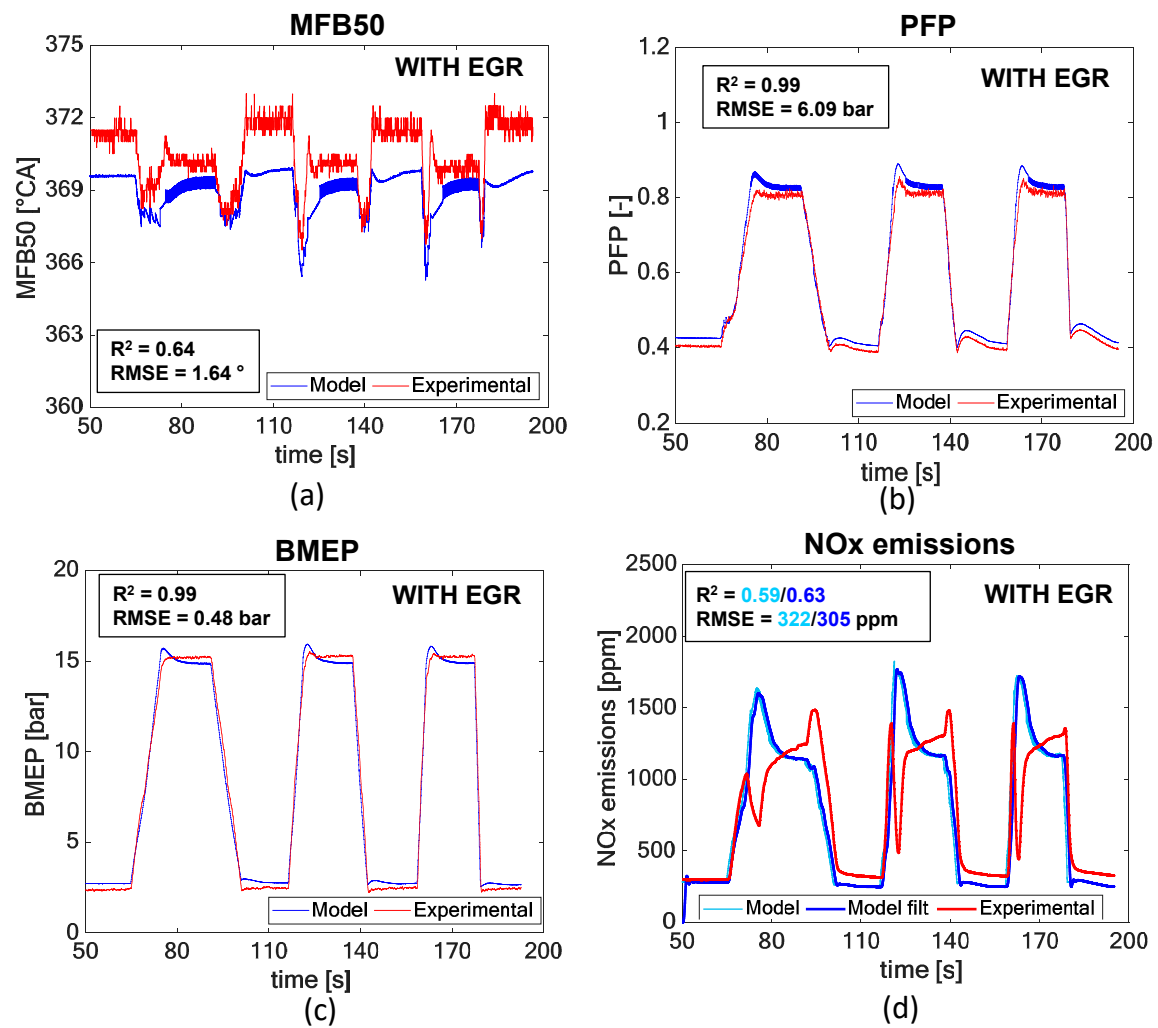 MFB50
375
372
369
366
363
360
MFB50 [°CA]
WITH EGR
R² = 0.64
RMSE = 1.64 °
Model Experimental
50 80 110 140 170 200
time [s]
(a)
PFP
1.2
1
0.8
0.6
0.4
0.2
PFP [-]
R² = 0.99
RMSE = 6.09 bar
WITH EGR
Model Experimental
50 80 110 140 170 200
time [s]
(b)
BMEP
20
15
10
5
0
BMEP [bar]
R² = 0.99
RMSE = 0.48 bar
WITH EGR
Model Experimental
50 80 110 140 170 200
time [s]
(c)
NOx emissions
2500
2000
1500
1000
500
0
NOx emissions [ppm]
R² = 0.59/0.63
RMSE = 322/305 ppm
WITH EGR
Model Model filt Experimental
50 80 110 140 170 200
time [s]
(d)